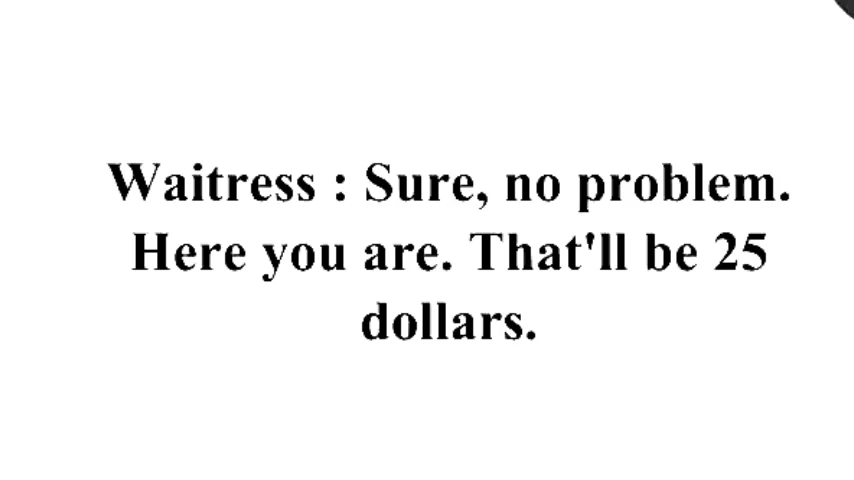 Waitress : Sure, no problem.
Here you are. That'll be 25
dollars.